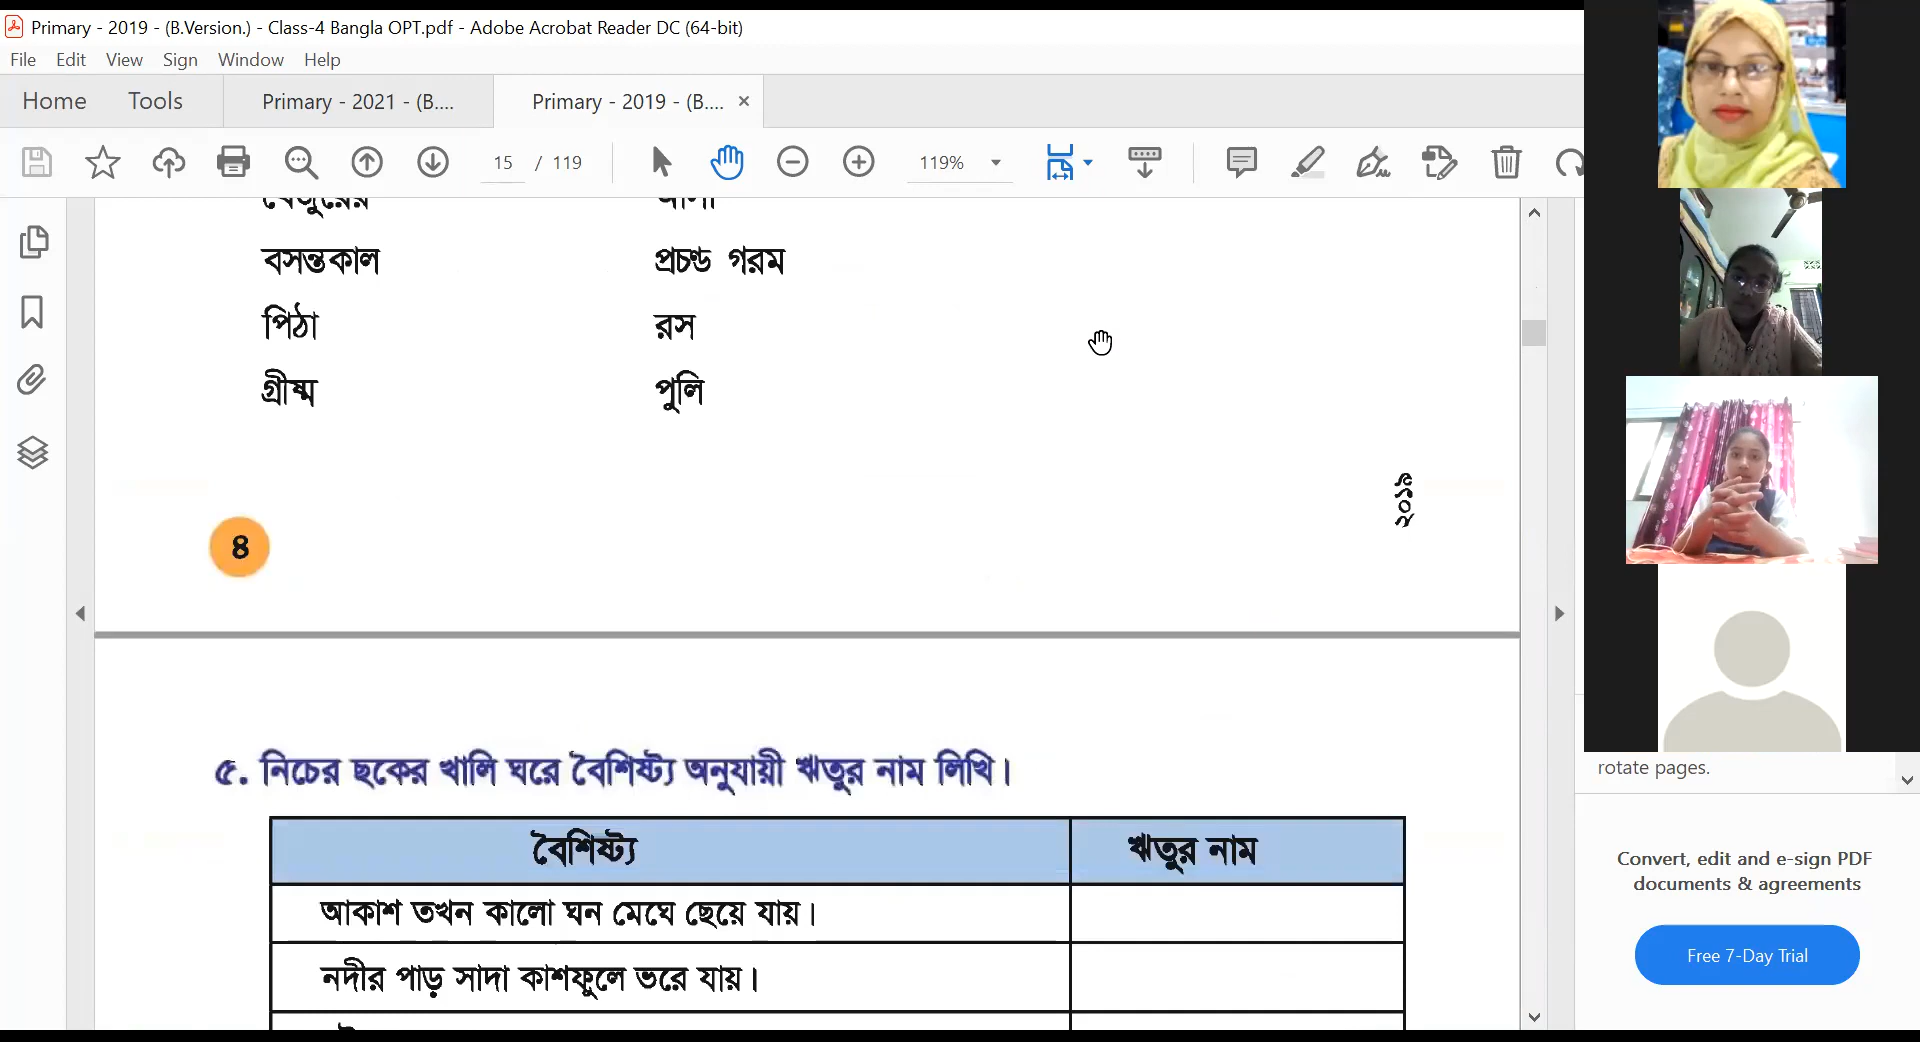 Primary - 2019 - (B.Version.) - Class-4 Bangla OPT.pdf - Adobe Acrobat Reader DC (64-bit)
File Edit View Sign Window Help
Home Tools Primary - 2021 - (B.... Primary - 2019 - (B.... ×
15 / 119 119%
খেজুরের
বসন্তকাল প্রচণ্ড গরম
পিঠা রস
গ্রীষ্ম পুলি
২০১৯
৪
৫. নিচের ছকের খালি ঘরে বৈশিষ্ট্য অনুযায়ী ঋতুর নাম লিখি।
বৈশিষ্ট্য ঋতুর নাম
আকাশ তখন কালো ঘন মেঘে ছেয়ে যায়।
নদীর পাড় সাদা কাশফুলে ভরে যায়।
rotate pages.
Convert, edit and e-sign PDF
documents & agreements
Free 7-Day Trial